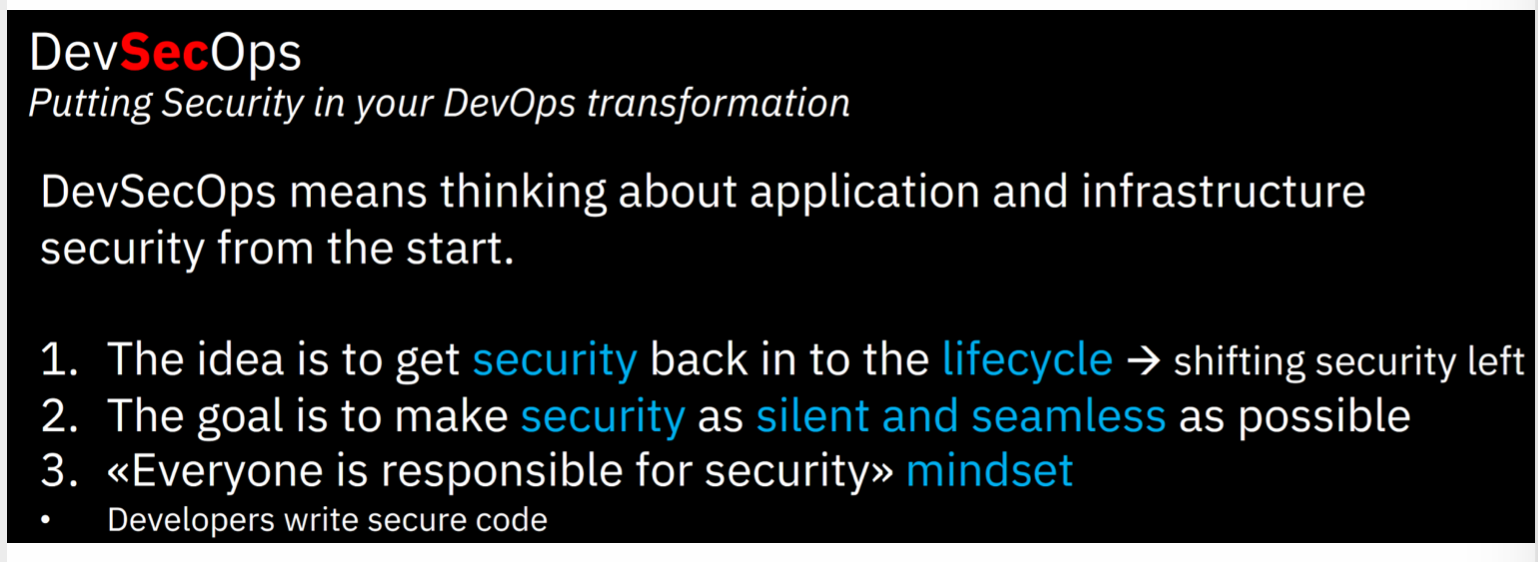 DevSecOps
Putting Security in your DevOps transformation
DevSecOps means thinking about application and infrastructure
security from the start.
1. The idea is to get security back in to the lifecycle → shifting security left
2. The goal is to make security as silent and seamless as possible
3. «Everyone is responsible for security» mindset
• Developers write secure code